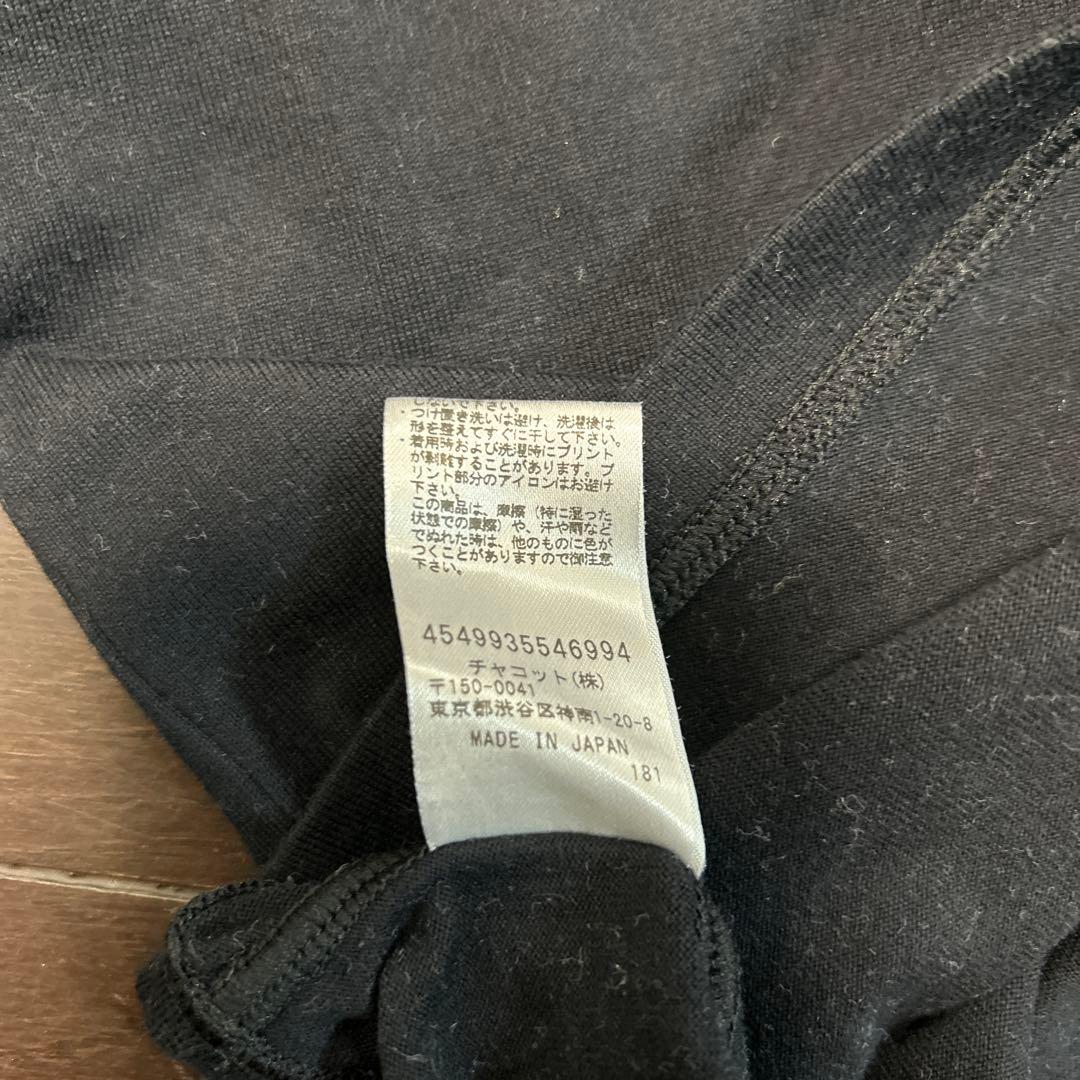 しないで下さい。
・つけ置き洗いは避け、洗濯後は
形を整えてすぐに干して下さい。
・着用時および洗濯時にプリント
が剥離することがあります。プ
リント部分のアイロンはお避け
下さい。
この商品は、摩擦（特に湿った
状態での摩擦）や、汗や雨など
でぬれた時は、他のものに色が
つくことがありますので御注意
下さい。
4549935546994
チャコット(株)
〒150-0041
東京都渋谷区神南1-20-8
MADE IN JAPAN
181